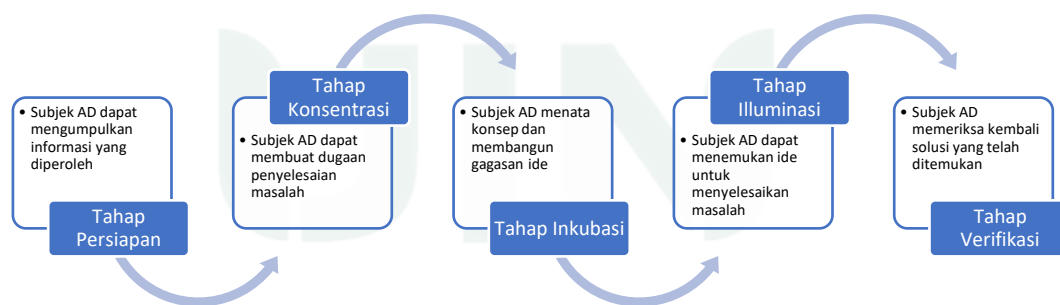 • Subjek AD dapat
mengumpulkan
informasi yang
diperoleh
Tahap
Persiapan
Tahap
Konsentrasi
• Subjek AD dapat
membuat dugaan
penyelesaian
masalah
• Subjek AD menata
konsep dan
membangun
gagasan ide
Tahap Inkubasi
Tahap
Illuminasi
• Subjek AD dapat
menemukan ide
untuk
menyelesaikan
masalah
• Subjek AD
memeriksa kembali
solusi yang telah
ditemukan
Tahap
Verifikasi
UIN